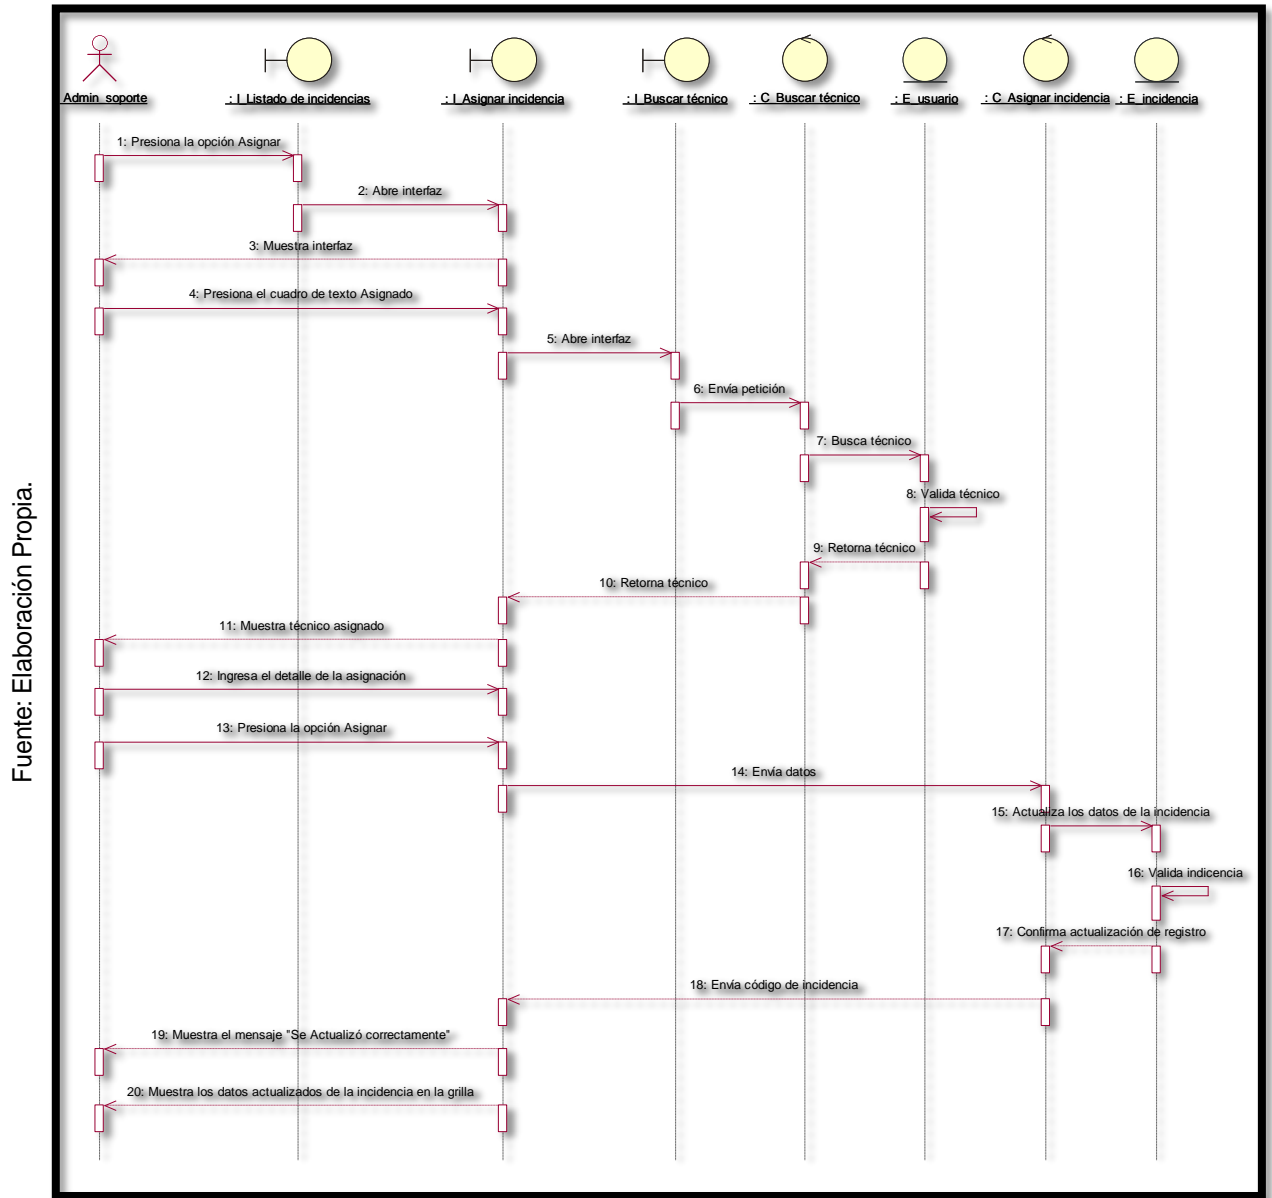 Admin_soporte
: I_Listado de incidencias
: I_Asignar incidencia
: I_Buscar técnico
: C_Buscar técnico
: E_usuario
: C_Asignar incidencia
: E_incidencia
1: Presiona la opción Asignar
2: Abre interfaz
3: Muestra interfaz
4: Presiona el cuadro de texto Asignado
5: Abre interfaz
6: Envía petición
7: Busca técnico
8: Valida técnico
9: Retorna técnico
10: Retorna técnico
11: Muestra técnico asignado
12: Ingresa el detalle de la asignación
13: Presiona la opción Asignar
14: Envía datos
15: Actualiza los datos de la incidencia
16: Valida indicencia
17: Confirma actualización de registro
18: Envía código de incidencia
19: Muestra el mensaje "Se Actualizó correctamente"
20: Muestra los datos actualizados de la incidencia en la grilla
Fuente: Elaboración Propia.